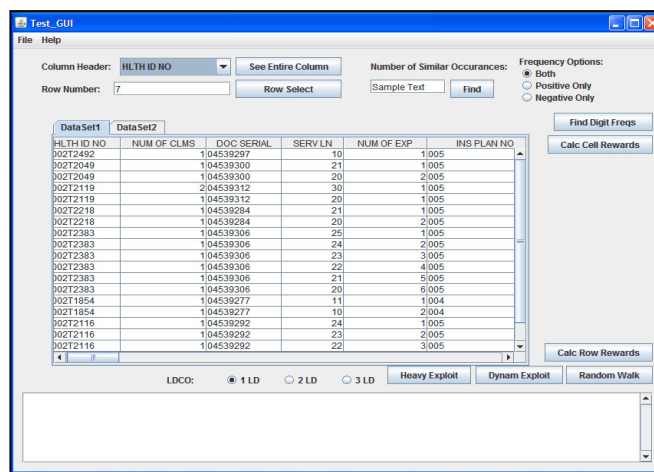 Test_GUI
File Help
Column Header: HLTH ID NO See Entire Column Number of Similar Occurances: Frequency Options:
Both
Row Number: 7 Row Select Sample Text Find Positive Only
Negative Only
DataSet1 DataSet2 Find Digit Freqs
HLTH ID NO NUM OF CLMS DOC SERIAL SERV LN NUM OF EXP INS PLAN NO Calc Cell Rewards
002T2492 1 04539297 10 1 005
002T2049 1 04539300 21 1 005
002T2049 1 04539300 20 2 005
002T2119 2 04539312 30 1 005
002T2119 1 04539312 20 1 005
002T2218 1 04539284 21 1 005
002T2218 1 04539284 20 2 005
002T2383 1 04539306 25 1 005
002T2383 1 04539306 24 2 005
002T2383 1 04539306 23 3 005
002T2383 1 04539306 22 4 005
002T2383 1 04539306 21 5 005
002T2383 1 04539306 20 6 005
002T1854 1 04539277 11 1 004
002T1854 1 04539277 10 2 004
002T2116 1 04539292 24 1 005
002T2116 1 04539292 23 2 005
002T2116 1 04539292 22 3 005
Calc Row Rewards
LDCO: 1 LD 2 LD 3 LD Heavy Exploit Dynam Exploit Random Walk